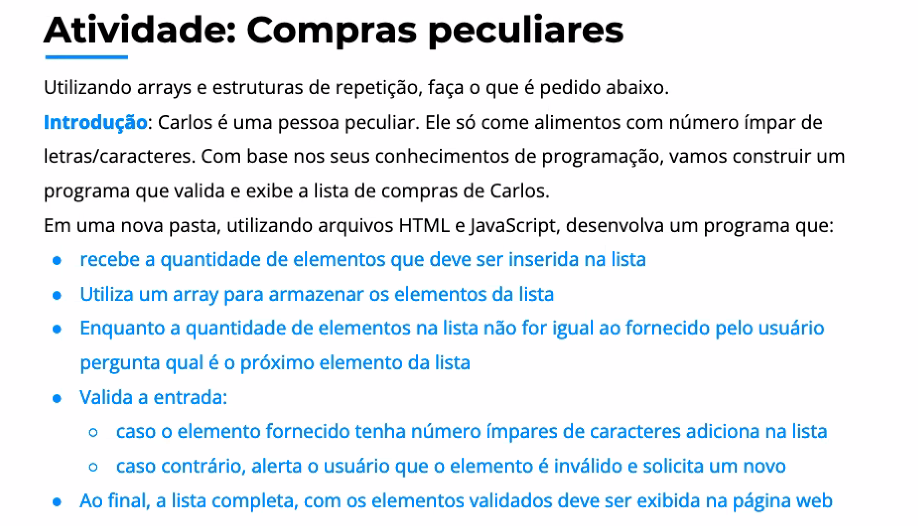 Atividade: Compras peculiares
Utilizando arrays e estruturas de repetição, faça o que é pedido abaixo.
Introdução: Carlos é uma pessoa peculiar. Ele só come alimentos com número ímpar de
letras/caracteres. Com base nos seus conhecimentos de programação, vamos construir um
programa que valida e exibe a lista de compras de Carlos.
Em uma nova pasta, utilizando arquivos HTML e JavaScript, desenvolva um programa que:
● recebe a quantidade de elementos que deve ser inserida na lista
● Utiliza um array para armazenar os elementos da lista
● Enquanto a quantidade de elementos na lista não for igual ao fornecido pelo usuário
pergunta qual é o próximo elemento da lista
● Valida a entrada:
○ caso o elemento fornecido tenha número ímpares de caracteres adiciona na lista
○ caso contrário, alerta o usuário que o elemento é inválido e solicita um novo
● Ao final, a lista completa, com os elementos validados deve ser exibida na página web